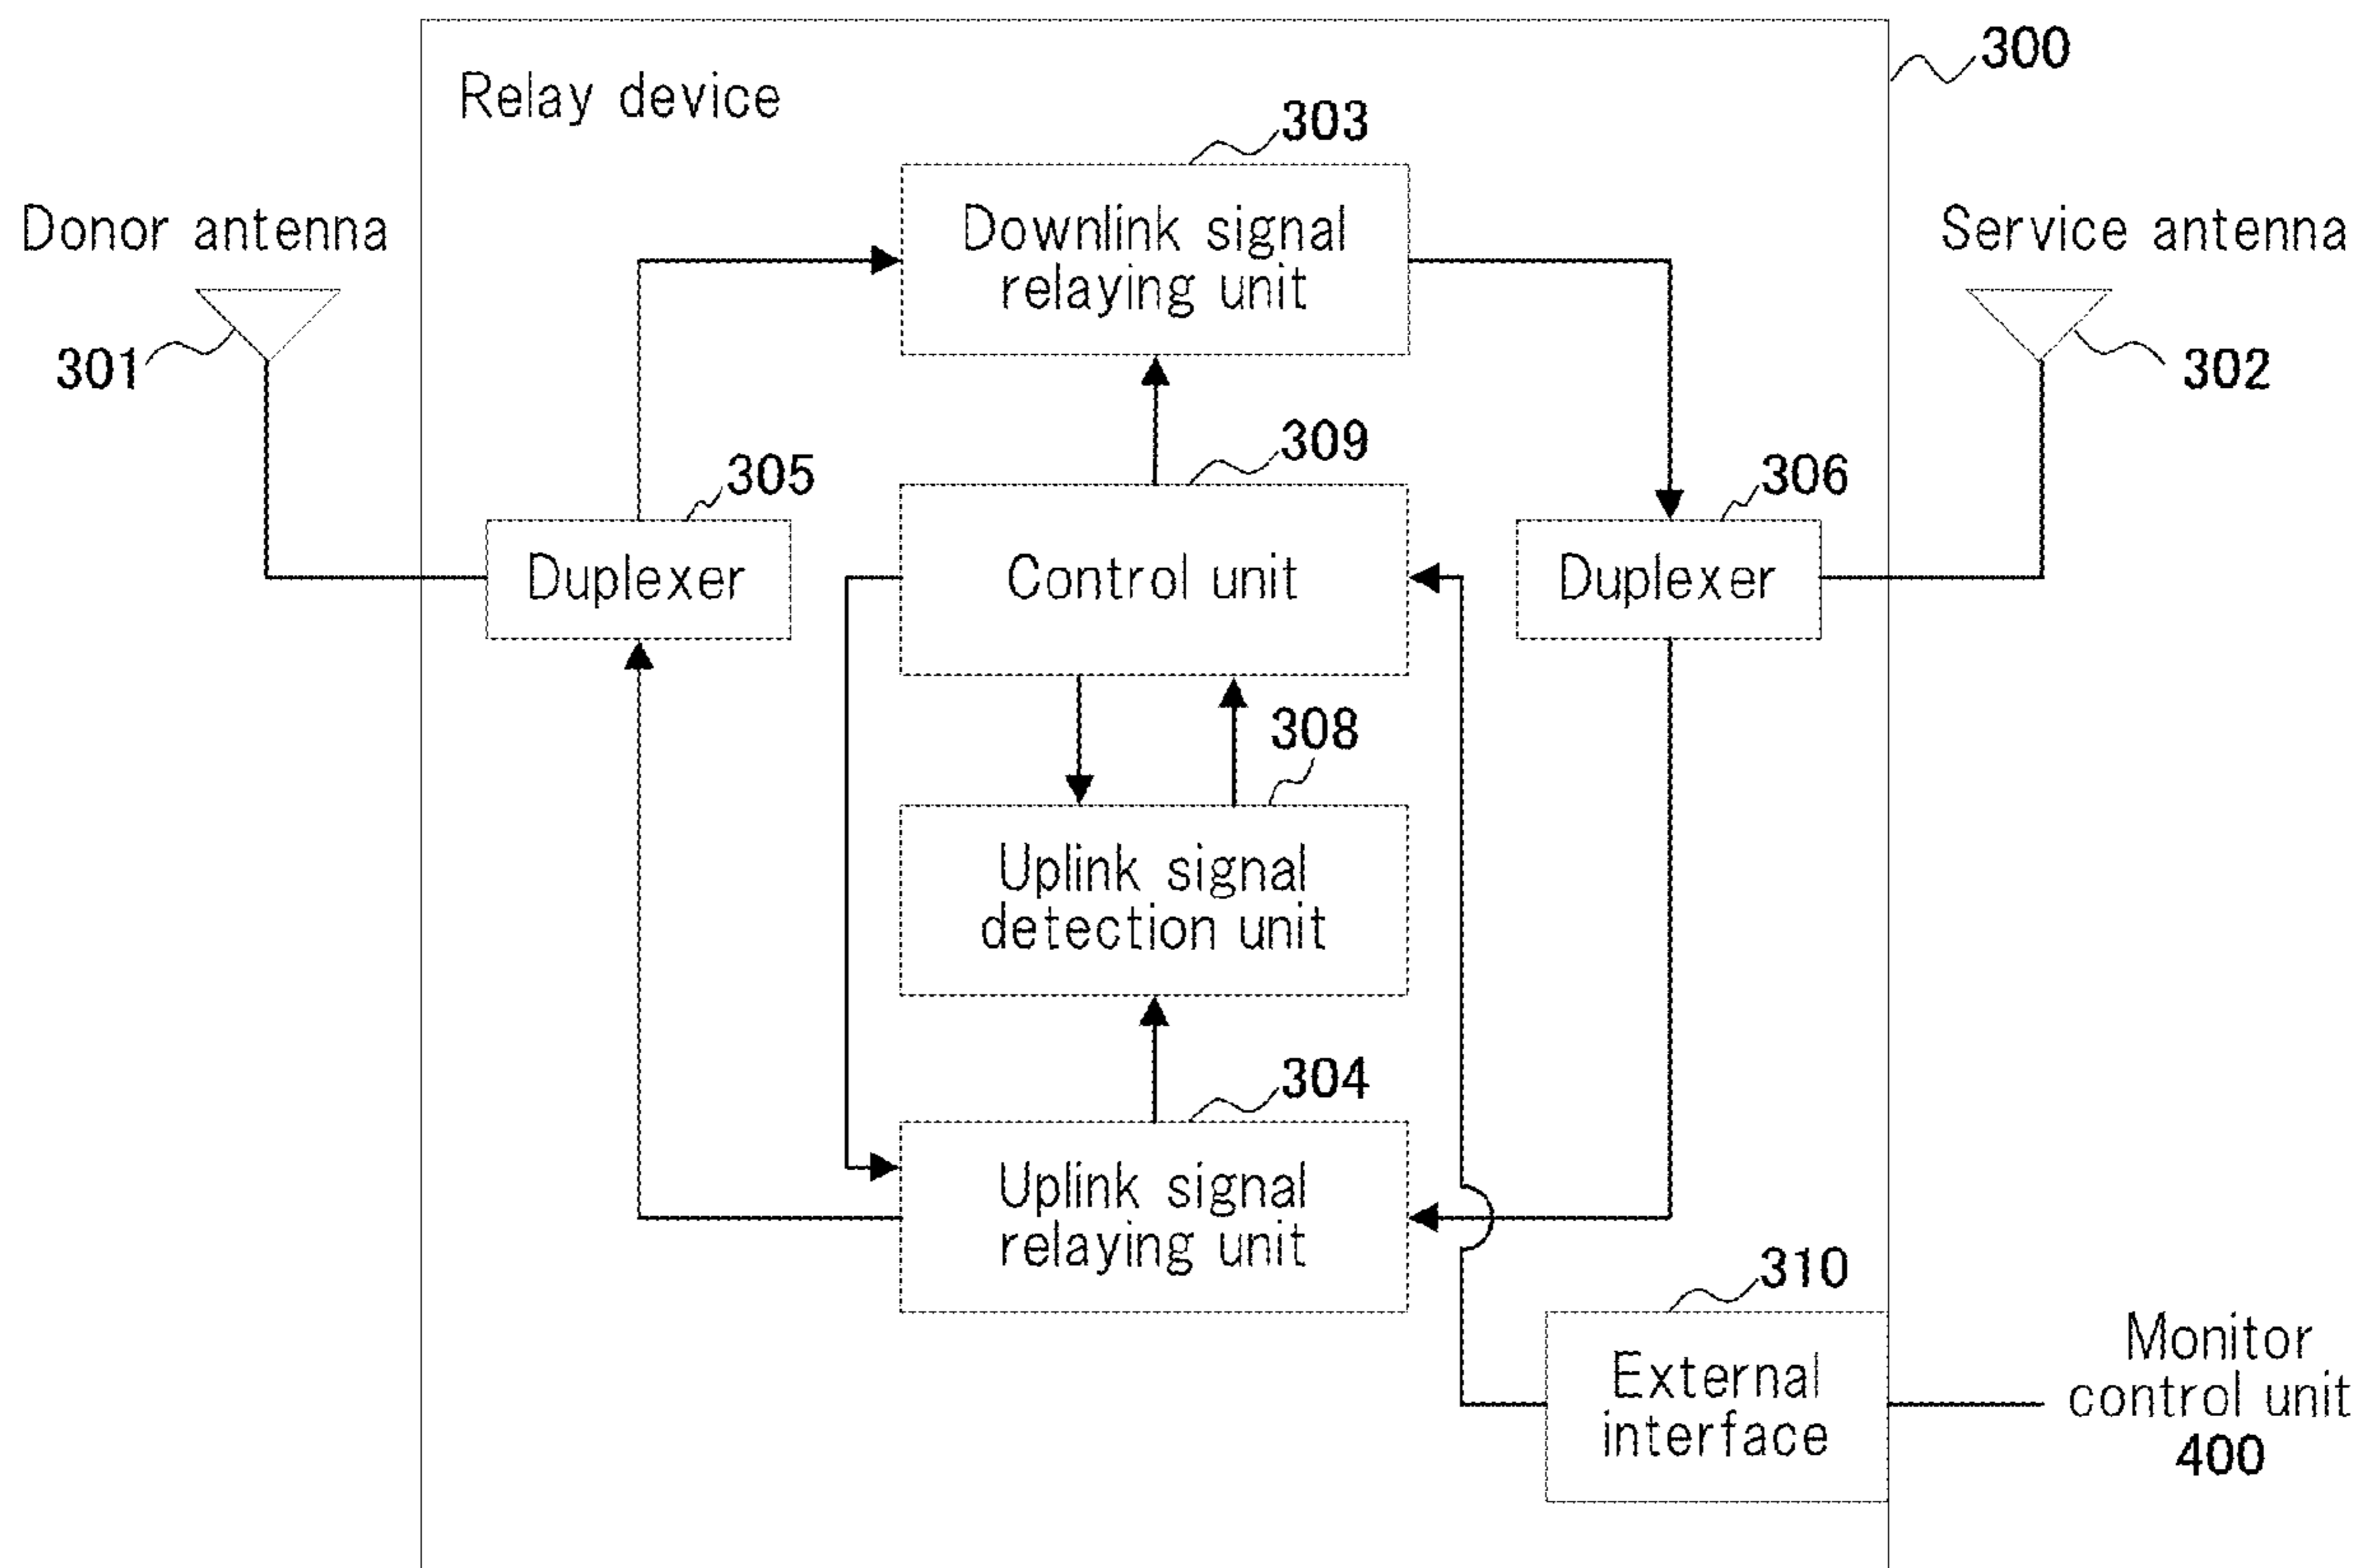 300
Relay device
303
Donor antenna
Downlink signal
relaying unit
Service antenna
301
302
309
305
306
Duplexer
Control unit
Duplexer
308
Uplink signal
detection unit
304
Uplink signal
relaying unit
310
External
interface
Monitor
control unit
400